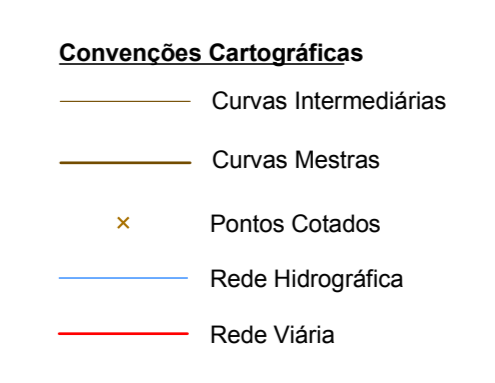 Convenções Cartográficas
Curvas Intermediárias
Curvas Mestras
Pontos Cotados
Rede Hidrográfica
Rede Viária